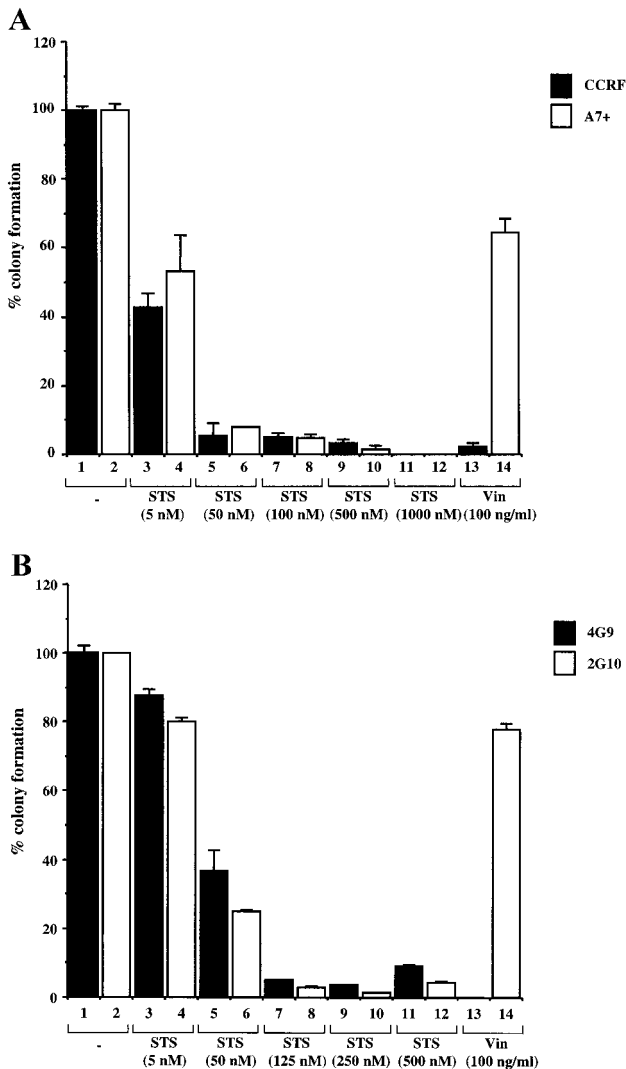 A
120
100
80
60
40
20
0
% colony formation
CCRF
A7+
1 2 3 4 5 6 7 8 9 10 11 12 13 14
- STS STS STS STS STS Vin
(5 nM) (50 nM) (100 nM) (500 nM) (1000 nM) (100 ng/ml)
B
120
100
80
60
40
20
0
% colony formation
4G9
2G10
1 2 3 4 5 6 7 8 9 10 11 12 13 14
- STS STS STS STS STS Vin
(5 nM) (50 nM) (125 nM) (250 nM) (500 nM) (100 ng/ml)